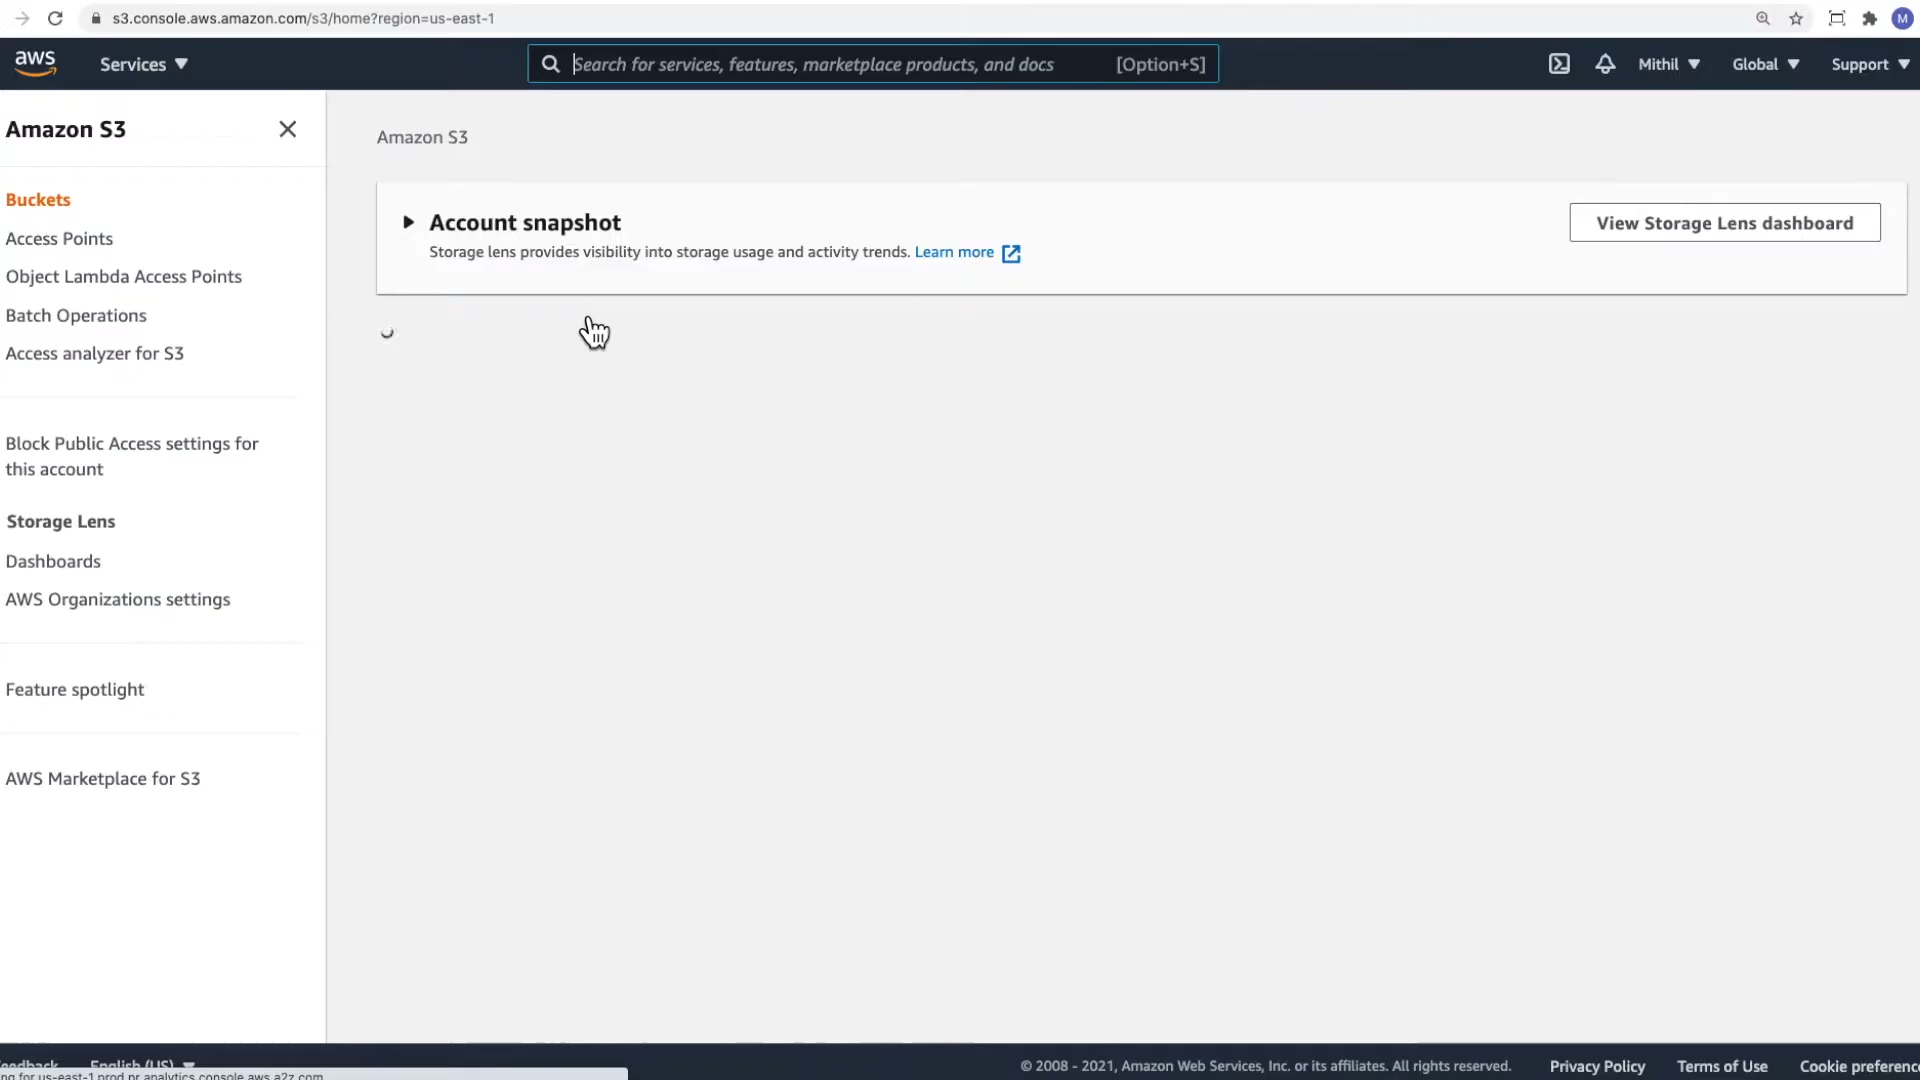 s3.console.aws.amazon.com/s3/home?region=us-east-1
M
aws
Services
Search for services, features, marketplace products, and docs
[Option+S]
Mithil
Global
Support
Amazon S3
Buckets
Access Points
Object Lambda Access Points
Batch Operations
Access analyzer for S3
Block Public Access settings for
this account
Storage Lens
Dashboards
AWS Organizations settings
Feature spotlight
AWS Marketplace for S3
Amazon S3
Account snapshot
Storage lens provides visibility into storage usage and activity trends. Learn more
View Storage Lens dashboard
English (US)
© 2008 - 2021, Amazon Web Services, Inc. or its affiliates. All rights reserved.
Privacy Policy
Terms of Use
Cookie preferenc